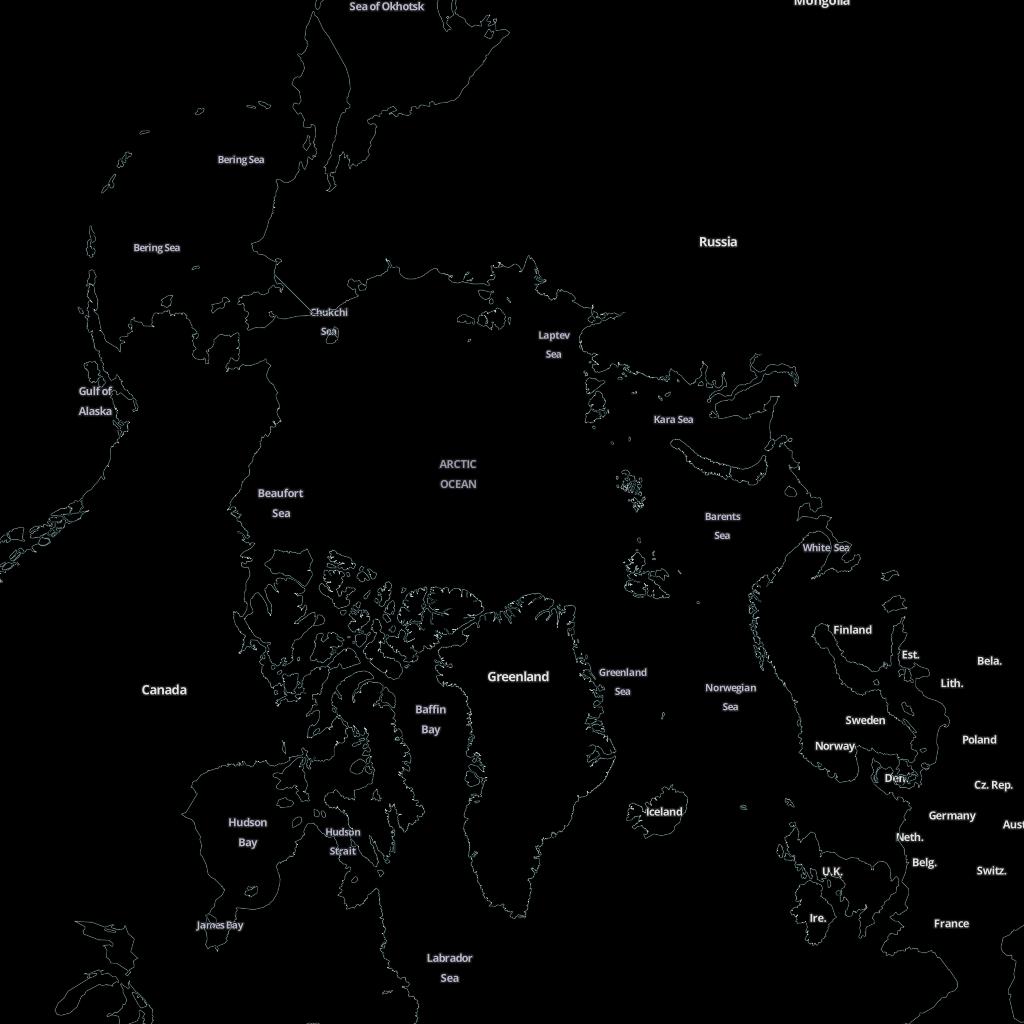 Sea of Okhotsk
Mongolia
Bering Sea
Russia
Bering Sea
Chukchi
Sea
Laptev
Sea
Gulf of
Alaska
Kara Sea
ARCTIC
OCEAN
Beaufort
Sea
Barents
Sea
White Sea
Finland
Est.
Bela.
Canada
Greenland
Greenland
Sea
Lith.
Norwegian
Sea
Baffin
Bay
Sweden
Norway
Poland
Den.
Cz. Rep.
Iceland
Germany
Hudson
Bay
Hudson
Strait
Neth.
Aust
Belg.
U.K.
Switz.
James Bay
Ire.
France
Labrador
Sea